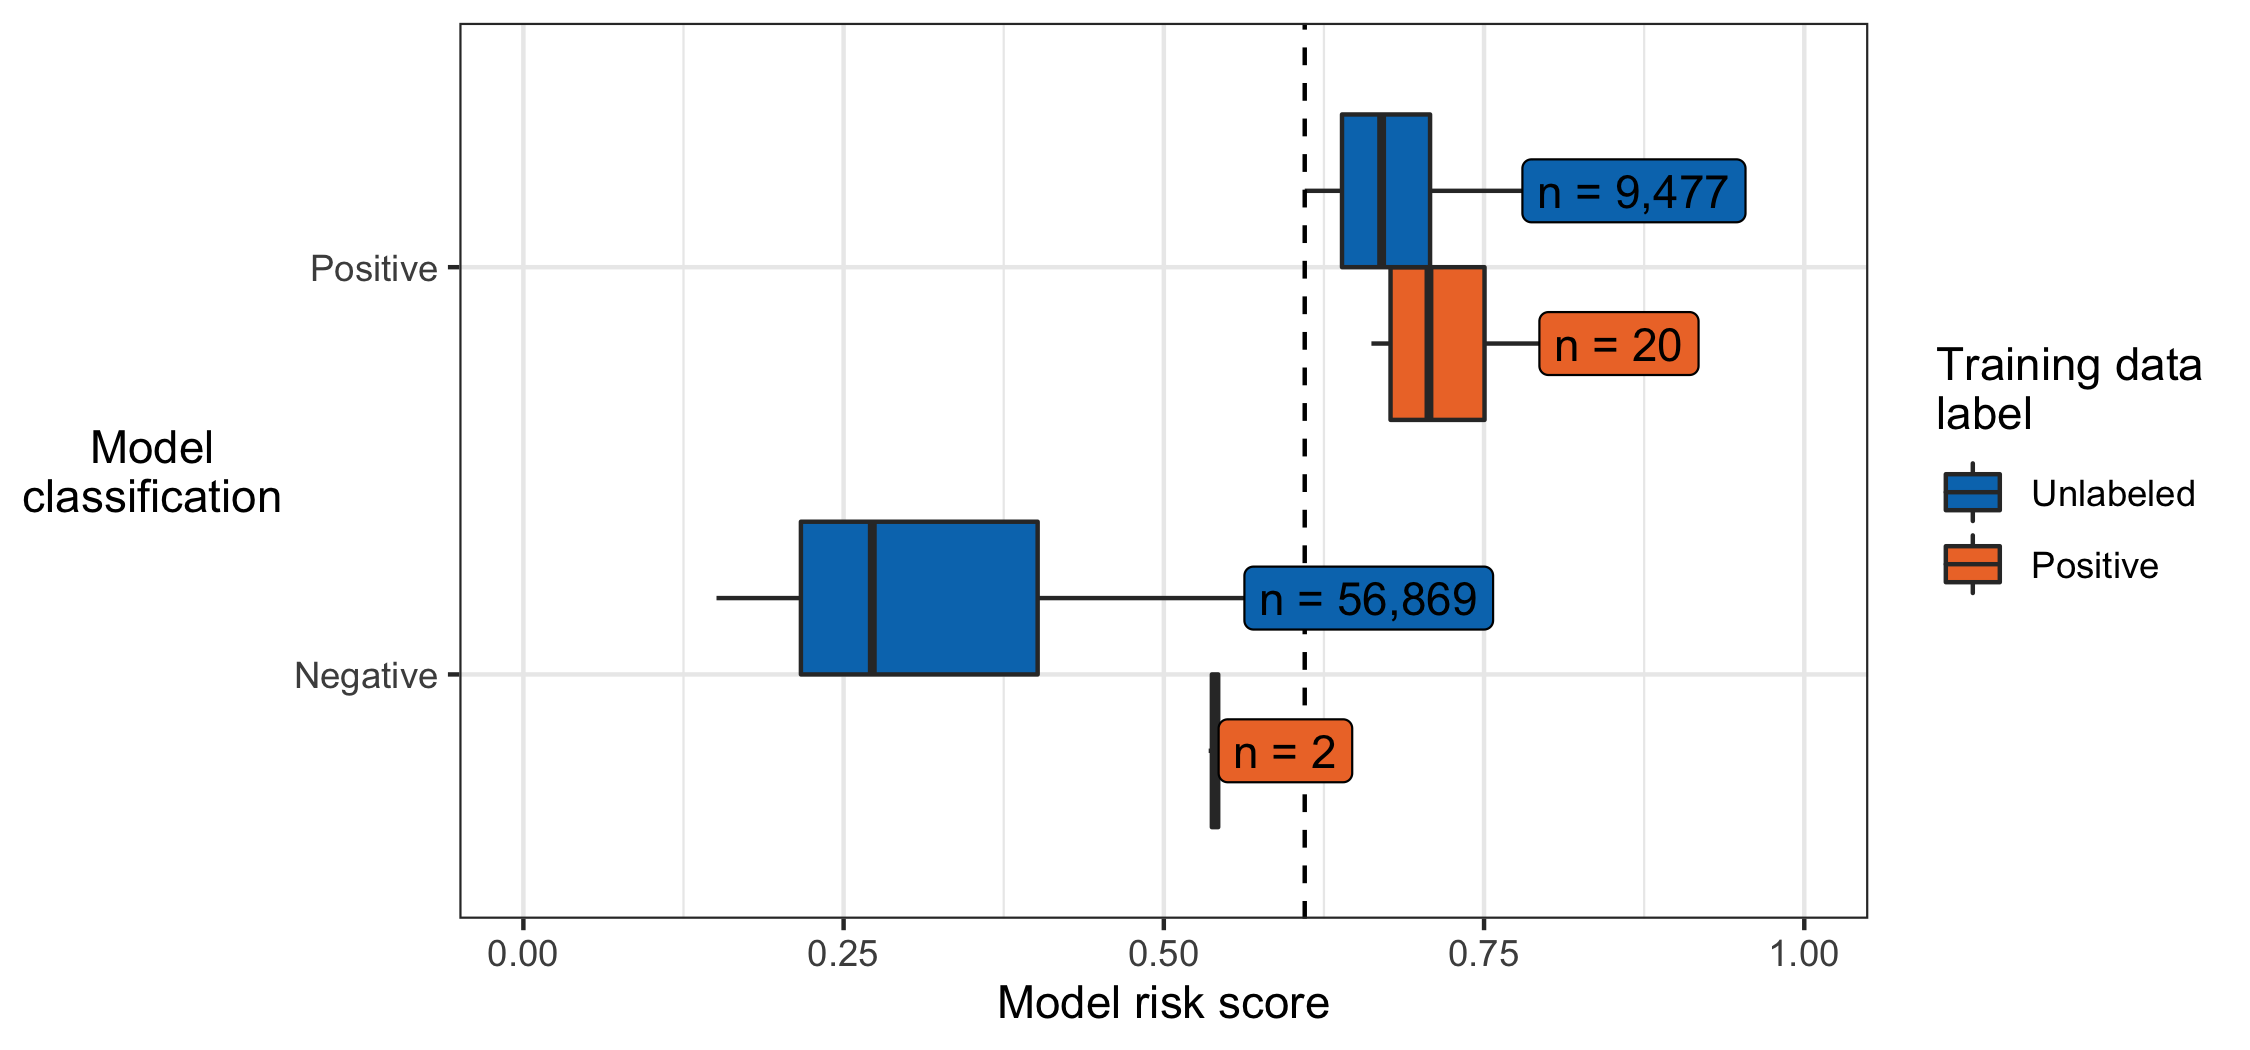 n = 9,477
Positive
n = 20
Model
classification
n = 56,869
Negative
n = 2
0.00
0.25
0.50
0.75
1.00
Model risk score
Training data
label
Unlabeled
Positive